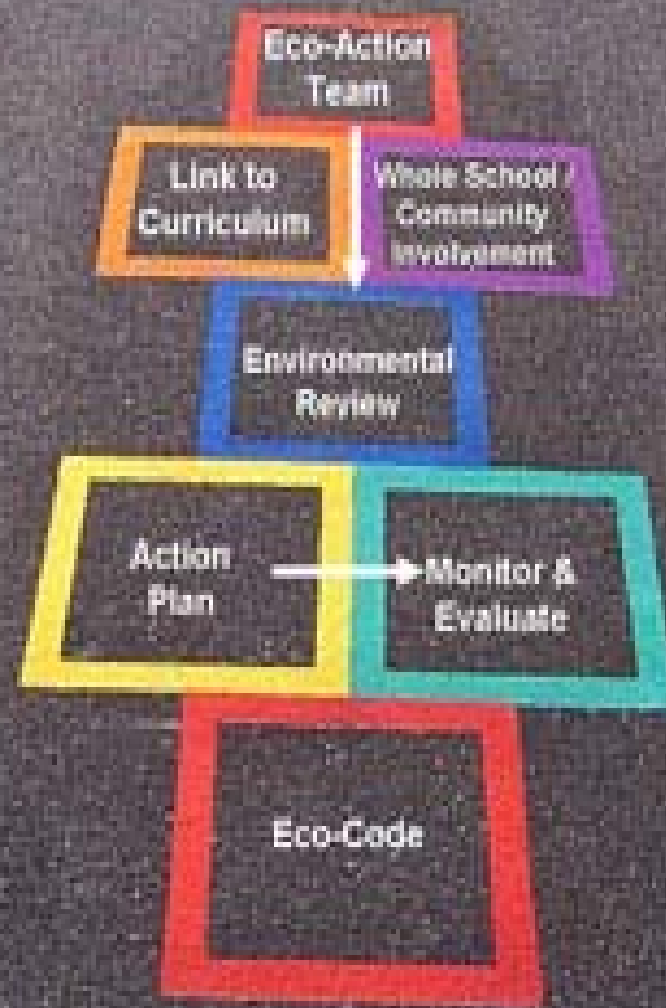 Eco-Action
Team
Link to
Curriculum
Whole School /
Community
Involvement
Environmental
Review
Action
Plan
Monitor &
Evaluate
Eco-Code